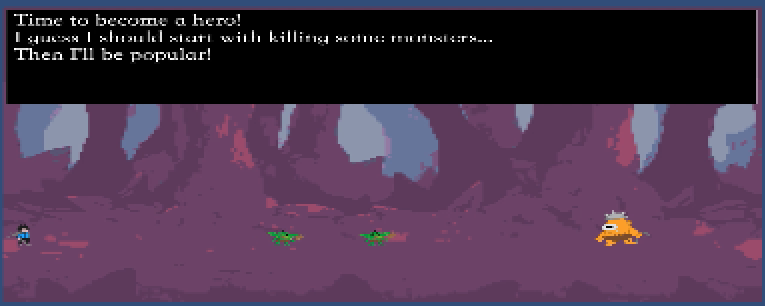 Time to become a hero!
I guess I should start with killing some monsters...
Then I'll be popular!